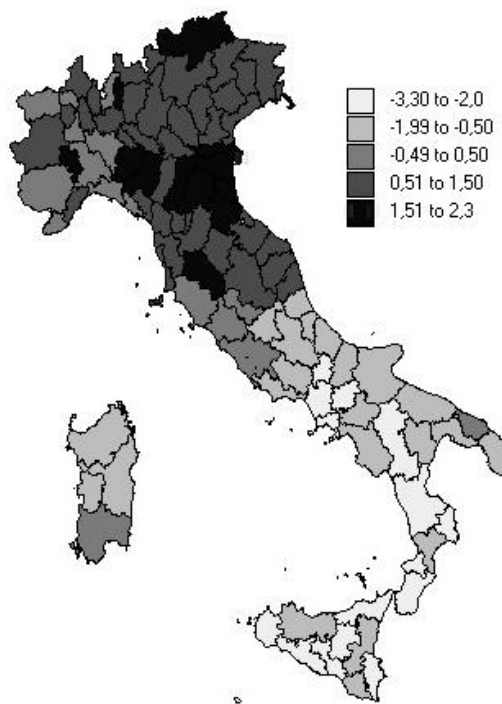 -3,30 to -2,0
-1,99 to -0,50
-0,49 to 0,50
0,51 to 1,50
1,51 to 2,3